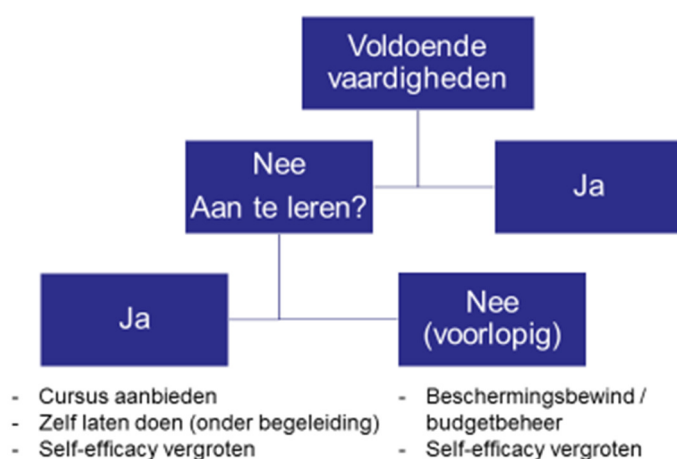 Voldoende
vaardigheden
Nee
Aan te leren?
Ja
Ja
Nee
(voorlopig)
- Cursus aanbieden
- Zelf laten doen (onder begeleiding)
- Self-efficacy vergroten
- Beschermingsbewind /
budgetbeheer
- Self-efficacy vergroten